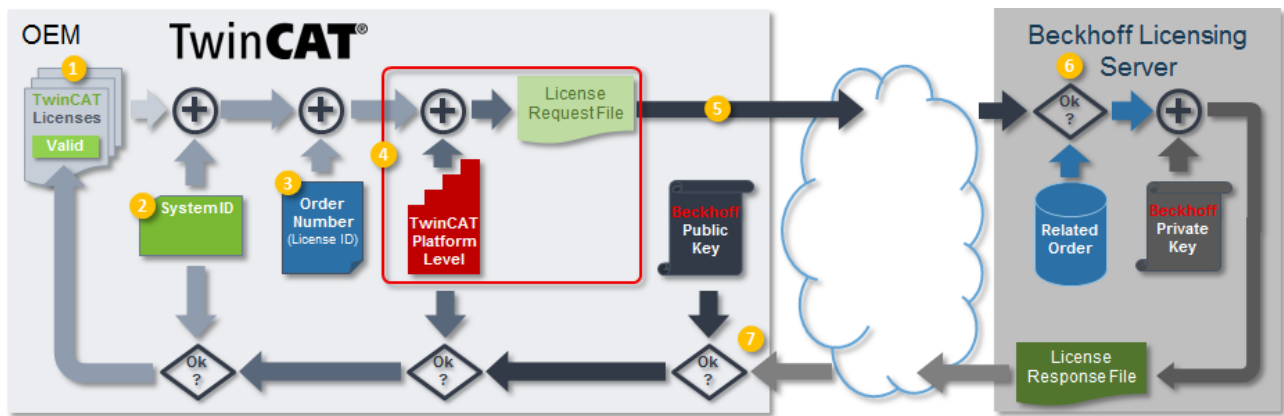 OEM
TwinCAT®
Beckhoff Licensing
Server
1
TwinCAT
Licenses
Valid
2
SystemID
3
Order
Number
(License ID)
4
TwinCAT
Platform
Level
License
Request File
5
Beckhoff
Public
Key
6
Ok
?
Related
Order
Beckhoff
Private
Key
License
Response File
7
Ok
?
Ok
?
Ok
?